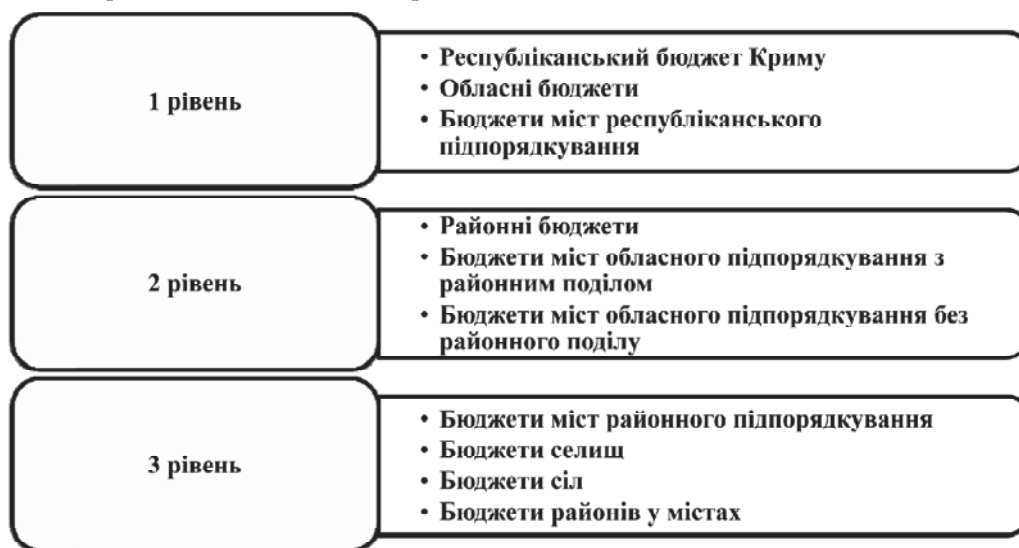 1 рівень
• Республіканський бюджет Криму
• Обласні бюджети
• Бюджети міст республіканського
підпорядкування
2 рівень
• Районні бюджети
• Бюджети міст обласного підпорядкування з
районним поділом
• Бюджети міст обласного підпорядкування без
районного поділу
3 рівень
• Бюджети міст районного підпорядкування
• Бюджети селищ
• Бюджети сіл
• Бюджети районів у містах